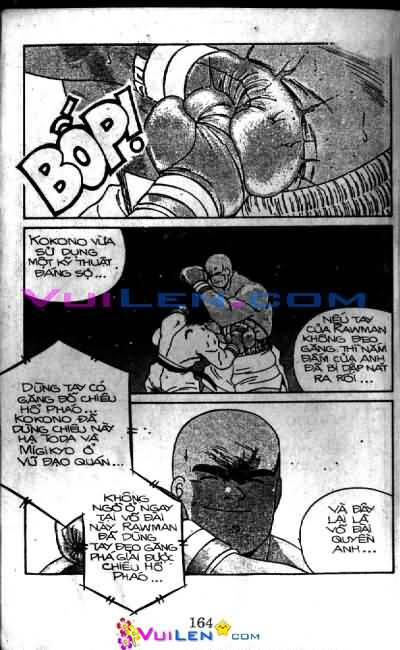 BỐP!
KOKONO VỪA
SỬ DỤNG
MỘT KỸ THUẬT
ĐÁNG SỢ...
VuiLen.com
NẾU TAY
CỦA RAWMAN
KHÔNG ĐEO
GĂNG, THÌ NẮM
ĐẤM CỦA ANH
ĐÃ BỊ DẬP NÁT
RA RỒI...
DÙNG TAY CÓ
GĂNG ĐỠ CHIÊU
HỔ PHÁO...
KOKONO ĐÃ
DÙNG CHIÊU NÀY
HẠ TODA VÀ
MIGIKYO Ở
VŨ ĐẠO QUÁN...
KHÔNG
NGỜ Ở NGAY
TẠI VÕ ĐÀI
NÀY, RAWMAN
ĐÃ DÙNG
TAY ĐEO GĂNG
PHÁ GIẢI ĐƯỢC
CHIÊU HỔ
PHÁO...
VÀ ĐÂY
LẠI LÀ
VÕ ĐÀI
QUYỀN
ANH...
164
VuiLen.com